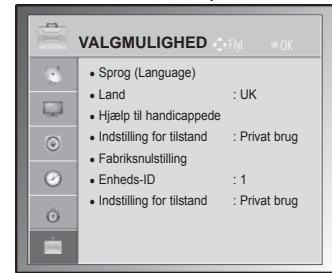 VALGMULIGHED Flyt OK
• Sprog (Language)
• Land : UK
• Hjælp til handicappede
• Indstilling for tilstand : Privat brug
• Fabriksnulstilling
• Enheds-ID : 1
• Indstilling for tilstand : Privat brug